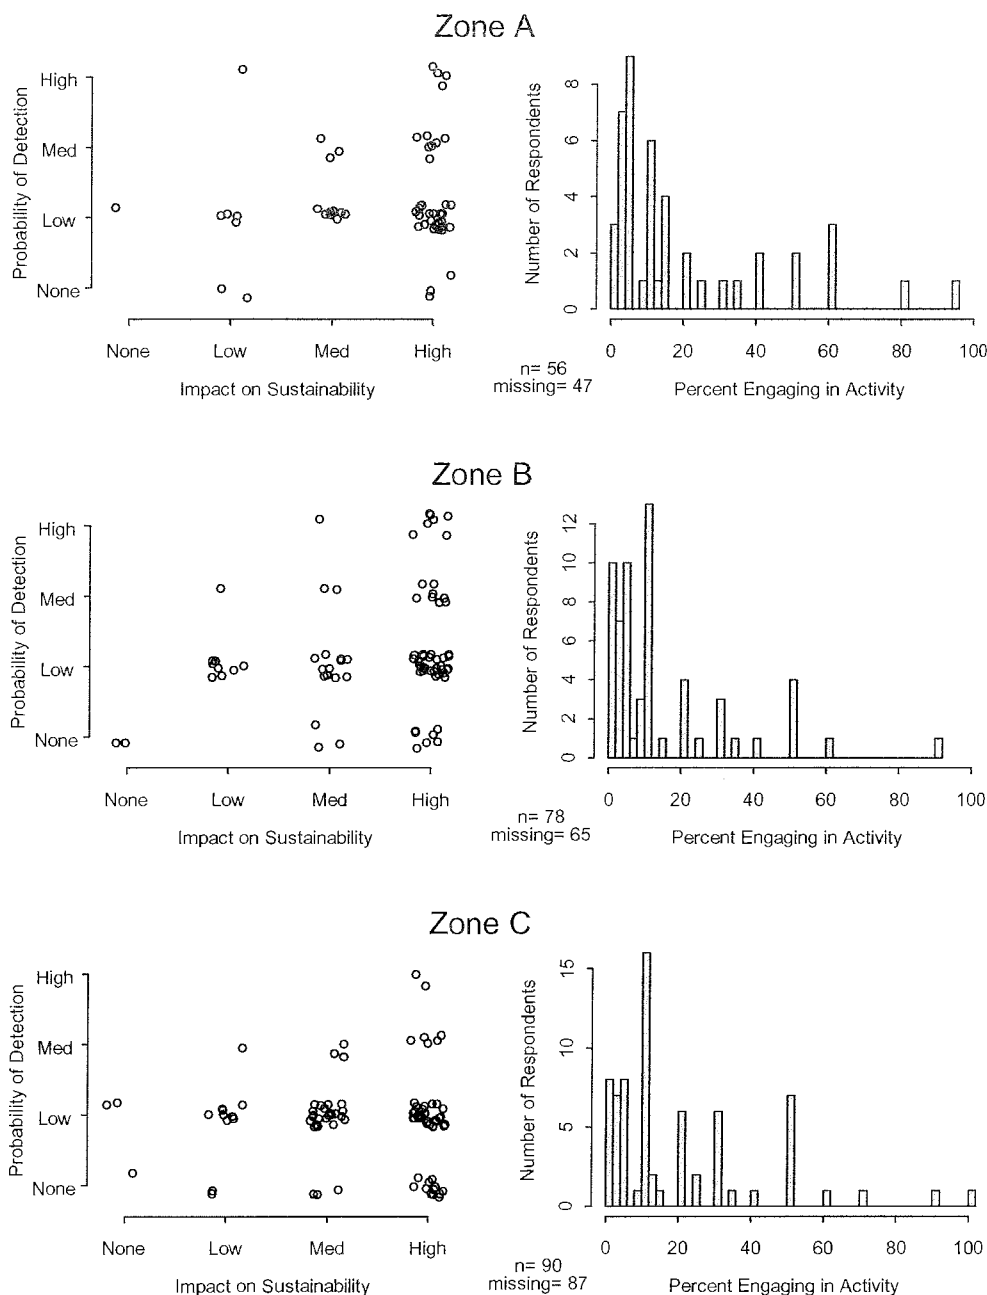 Zone A
Probability of Detection
High
Med
Low
None
None Low Med High
Impact on Sustainability
n= 56
missing= 47
Number of Respondents
8
6
4
2
0
0 20 40 60 80 100
Percent Engaging in Activity
Zone B
Probability of Detection
High
Med
Low
None
None Low Med High
Impact on Sustainability
n= 78
missing= 65
Number of Respondents
12
10
8
6
4
2
0
0 20 40 60 80 100
Percent Engaging in Activity
Zone C
Probability of Detection
High
Med
Low
None
None Low Med High
Impact on Sustainability
n= 90
missing= 87
Number of Respondents
15
10
5
0
0 20 40 60 80 100
Percent Engaging in Activity